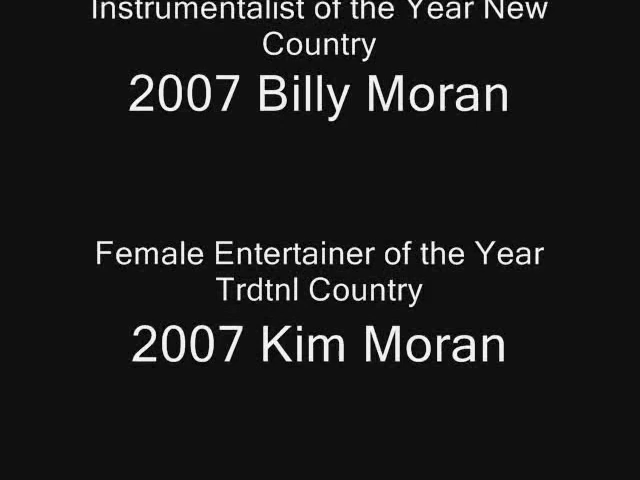 Instrumentalist of the Year New
Country
2007 Billy Moran
Female Entertainer of the Year
Trdtnl Country
2007 Kim Moran